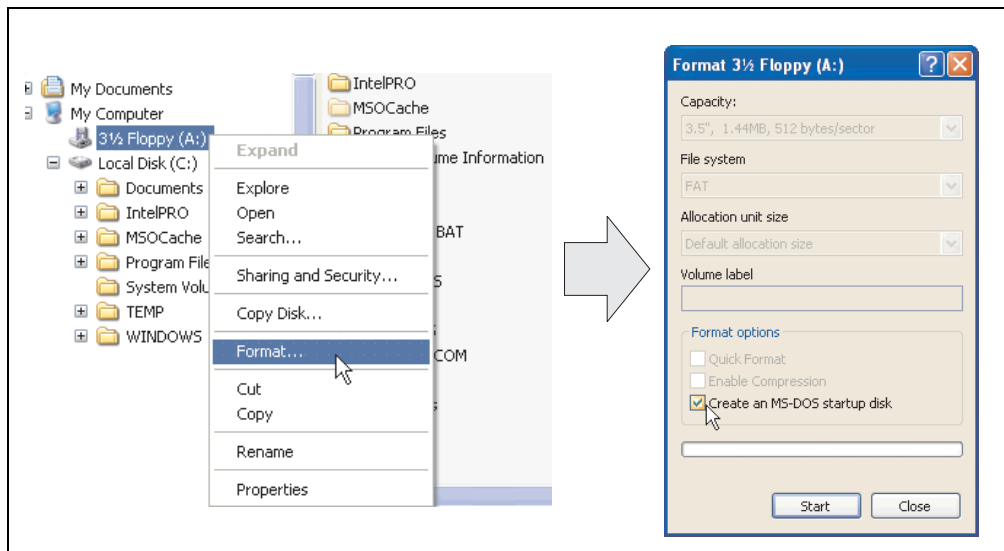 My Documents
My Computer
3½ Floppy (A:)
Local Disk (C:)
Documents
IntelPRO
MSOCache
Program File
System Volu
TEMP
WINDOWS
IntelPRO
MSOCache
Program Files
ume Information
BAT
S
COM
Expand
Explore
Open
Search...
Sharing and Security...
Copy Disk...
Format...
Cut
Copy
Rename
Properties
Format 3½ Floppy (A:)
Capacity:
3.5", 1.44MB, 512 bytes/sector
File system
FAT
Allocation unit size
Default allocation size
Volume label
Format options
Quick Format
Enable Compression
Create an MS-DOS startup disk
Start
Close